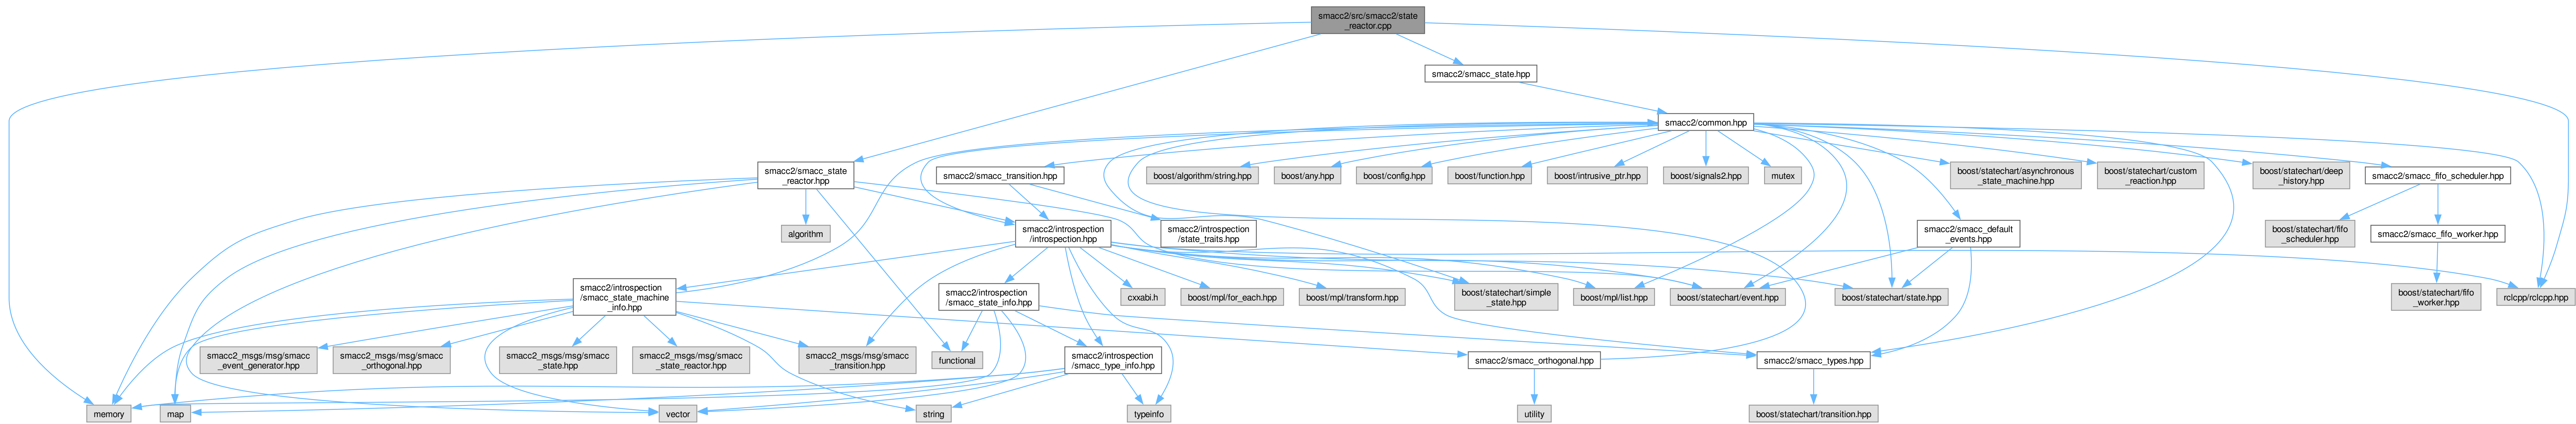 smacc2/src/smacc2/state
_reactor.cpp
smacc2/smacc_state.hpp
smacc2/common.hpp
smacc2/smacc_state
_reactor.hpp
smacc2/smacc_transition.hpp
boost/algorithm/string.hpp
boost/any.hpp
boost/config.hpp
boost/function.hpp
boost/intrusive_ptr.hpp
boost/signals2.hpp
mutex
boost/statechart/asynchronous
_state_machine.hpp
boost/statechart/custom
_reaction.hpp
boost/statechart/deep
_history.hpp
smacc2/smacc_fifo_scheduler.hpp
algorithm
smacc2/introspection
/introspection.hpp
smacc2/introspection
/state_traits.hpp
smacc2/smacc_default
_events.hpp
boost/statechart/fifo
_scheduler.hpp
smacc2/smacc_fifo_worker.hpp
smacc2/introspection
/smacc_state_machine
_info.hpp
smacc2/introspection
/smacc_state_info.hpp
cxxabi.h
boost/mpl/for_each.hpp
boost/mpl/transform.hpp
boost/statechart/simple
_state.hpp
boost/mpl/list.hpp
boost/statechart/event.hpp
boost/statechart/state.hpp
boost/statechart/fifo
_worker.hpp
rclcpp/rclcpp.hpp
smacc2_msgs/msg/smacc
_event_generator.hpp
smacc2_msgs/msg/smacc
_orthogonal.hpp
smacc2_msgs/msg/smacc
_state.hpp
smacc2_msgs/msg/smacc
_state_reactor.hpp
smacc2_msgs/msg/smacc
_transition.hpp
functional
smacc2/introspection
/smacc_type_info.hpp
smacc2/smacc_orthogonal.hpp
smacc2/smacc_types.hpp
memory
map
vector
string
typeinfo
utility
boost/statechart/transition.hpp